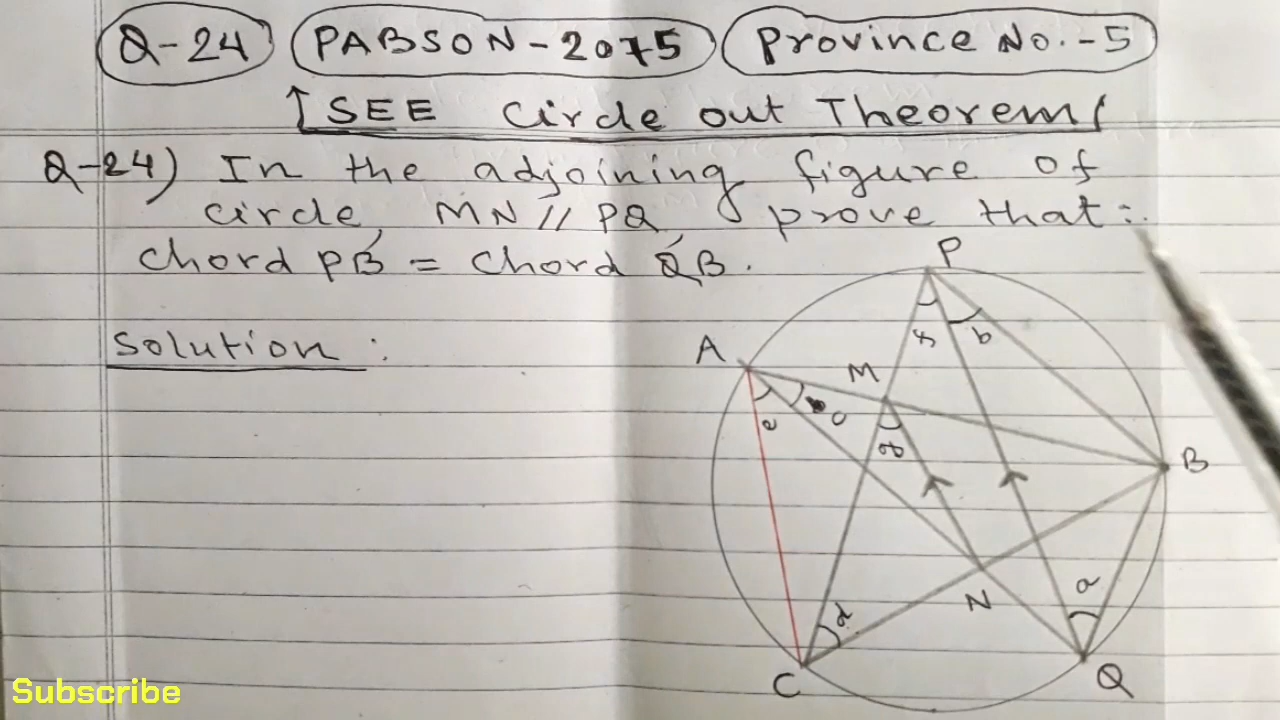 Q-24 PABSON-2075 Province No.-5
SEE Circle out Theorem
Q-24) In the adjoining figure of
circle, MN // PQ, prove that:
chord PB = chord QB.
Solution:
P
A
M
b
c
e
B
a
N
d
C
Q
Subscribe